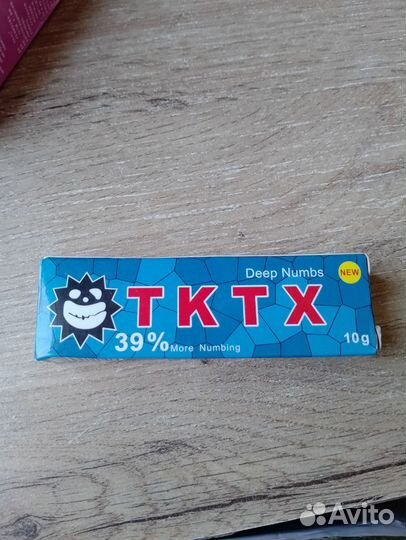 Deep Numbs
NEW
TKTX
39% More Numbing
10g
Avito